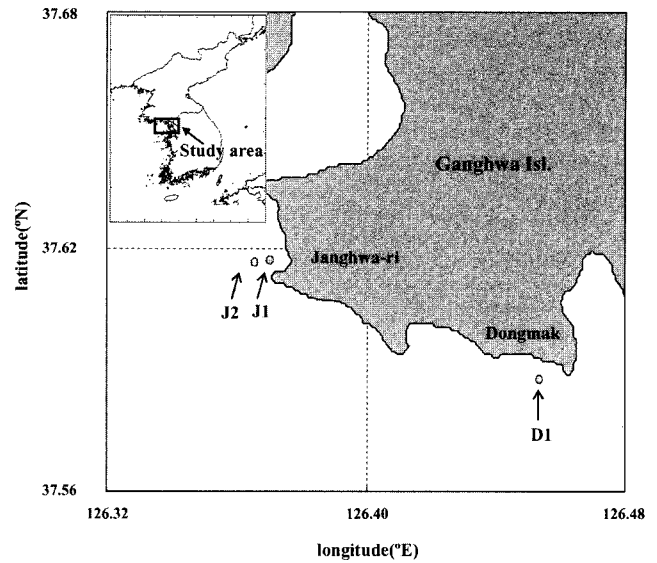 37.68
Study area
Ganghwa Isl.
latitude(°N)
37.62
Janghwa-ri
J2
J1
Dongmak
D1
37.56
126.32
126.40
126.48
longitude(°E)